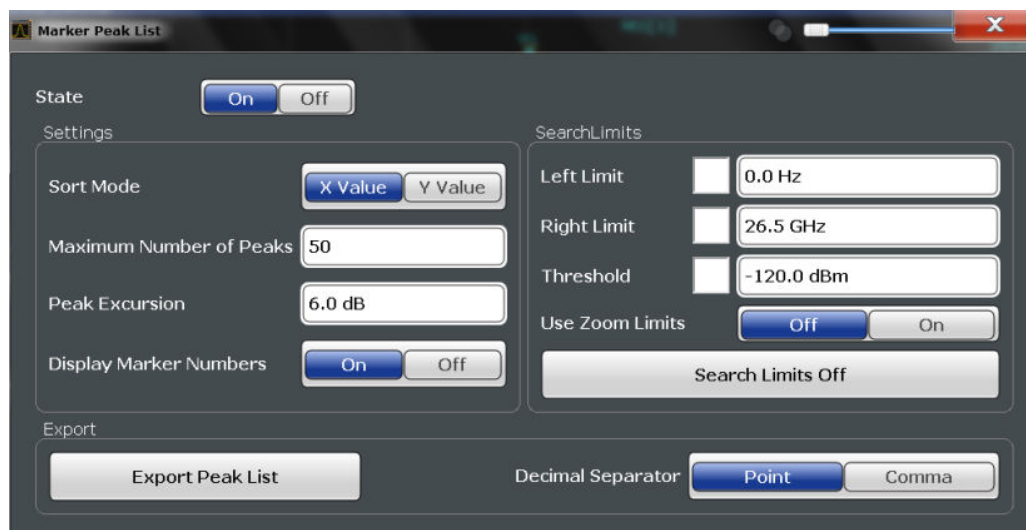 Marker Peak List
X
State On Off
Settings
Sort Mode X Value Y Value
Maximum Number of Peaks 50
Peak Excursion 6.0 dB
Display Marker Numbers On Off
SearchLimits
Left Limit 0.0 Hz
Right Limit 26.5 GHz
Threshold -120.0 dBm
Use Zoom Limits Off On
Search Limits Off
Export
Export Peak List
Decimal Separator Point Comma